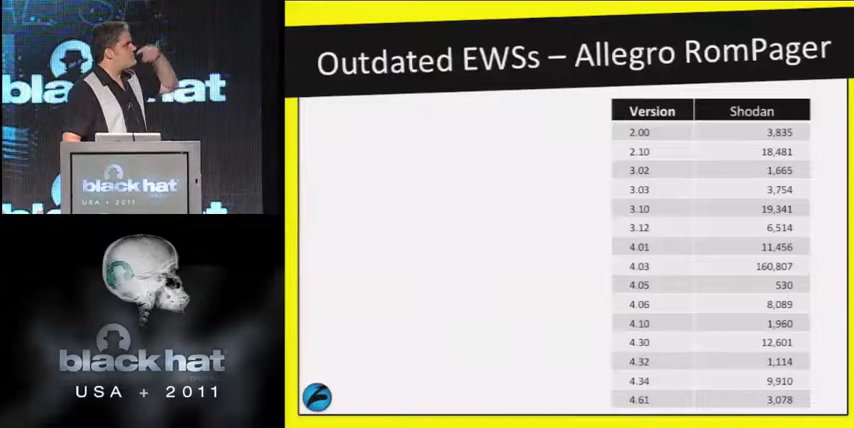 black hat
black hat
USA + 2011
black hat
USA + 2011
Outdated EWSs – Allegro RomPager
Version Shodan
2.00 3,835
2.10 18,481
3.02 1,665
3.03 3,754
3.10 19,341
3.12 6,514
4.01 11,456
4.03 160,807
4.05 530
4.06 8,089
4.10 1,960
4.30 12,601
4.32 1,114
4.34 9,910
4.61 3,078